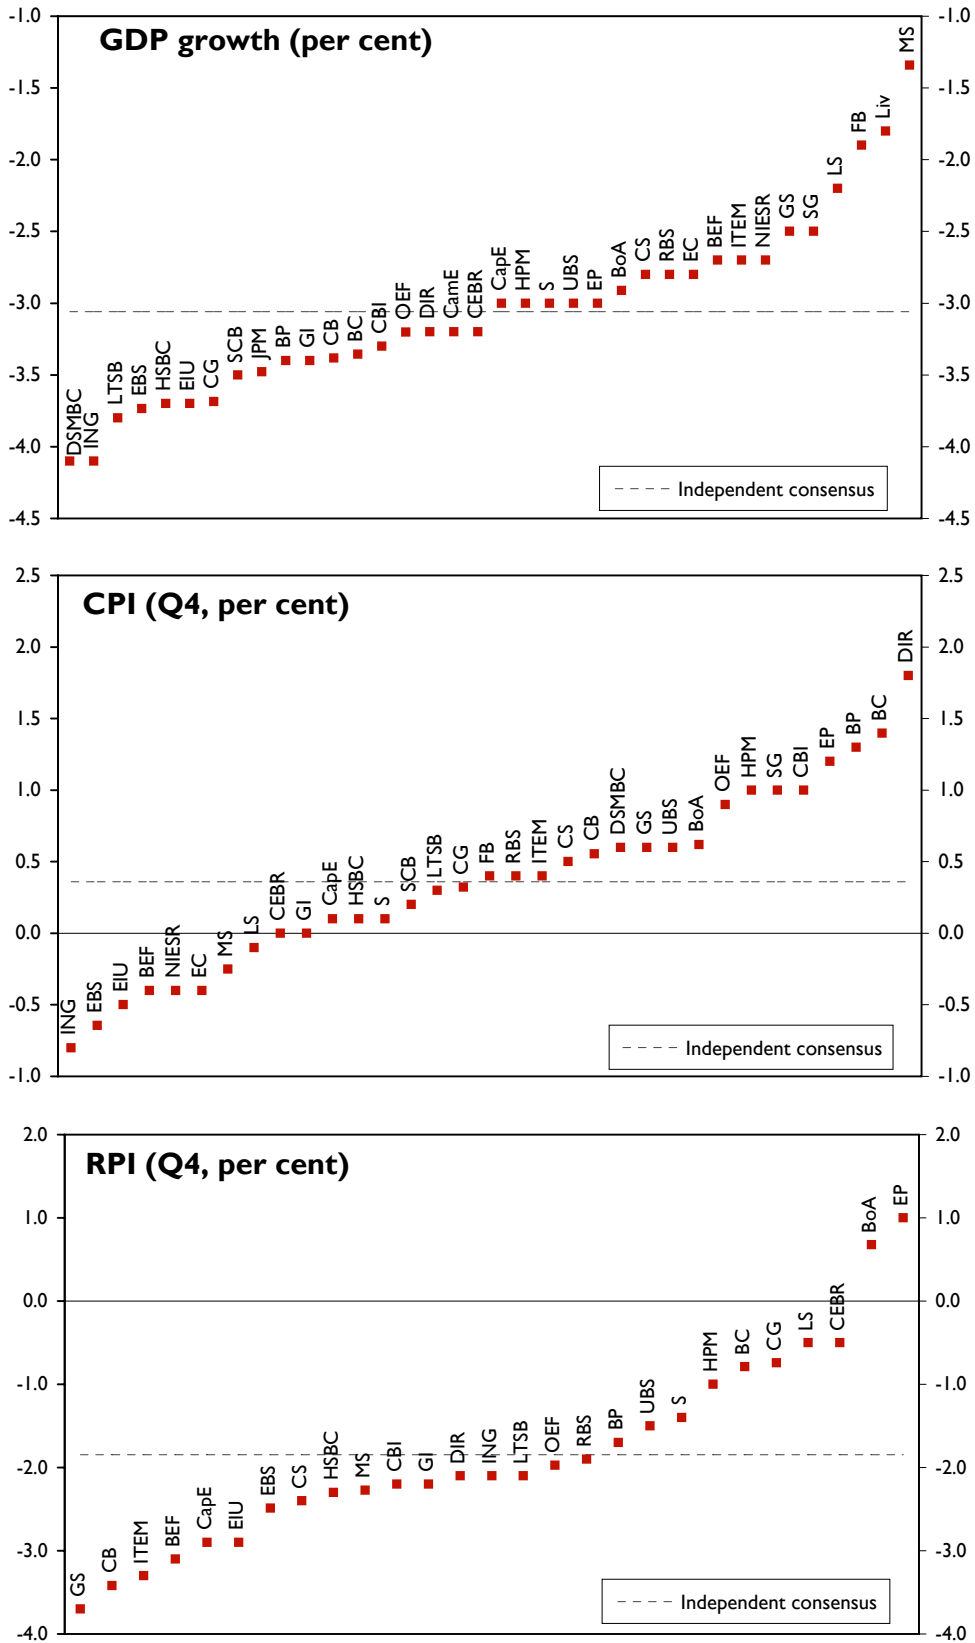 GDP growth (per cent)
-1.0 -1.0
-1.5 -1.5
-2.0 -2.0
-2.5 -2.5
-3.0 -3.0
-3.5 -3.5
-4.0 -4.0
-4.5 -4.5
DSMBC ING LTSB EBS HSBC EIU CG SCB JPM BP GI CB BC CBI OEF DIR CamE CEBR CapE HPM S UBS EP BoA CS RBS EC BEF ITEM NIESR GS SG LS FB Liv MS
Independent consensus
CPI (Q4, per cent)
2.5 2.5
2.0 2.0
1.5 1.5
1.0 1.0
0.5 0.5
0.0 0.0
-0.5 -0.5
-1.0 -1.0
ING EBS EIU BEF NIESR EC MS LS CEBR GI CapE HSBC S SCB LTSB CG FB RBS ITEM CS CB DSMBC GS UBS BoA OEF HPM SG CBI EP BP BC DIR
Independent consensus
RPI (Q4, per cent)
2.0 2.0
1.0 1.0
0.0 0.0
-1.0 -1.0
-2.0 -2.0
-3.0 -3.0
-4.0 -4.0
GS CB ITEM BEF CapE EIU EBS CS HSBC MS CBI GI DIR ING LTSB OEF RBS BP UBS S HPM BC CG LS CEBR BoA EP
Independent consensus